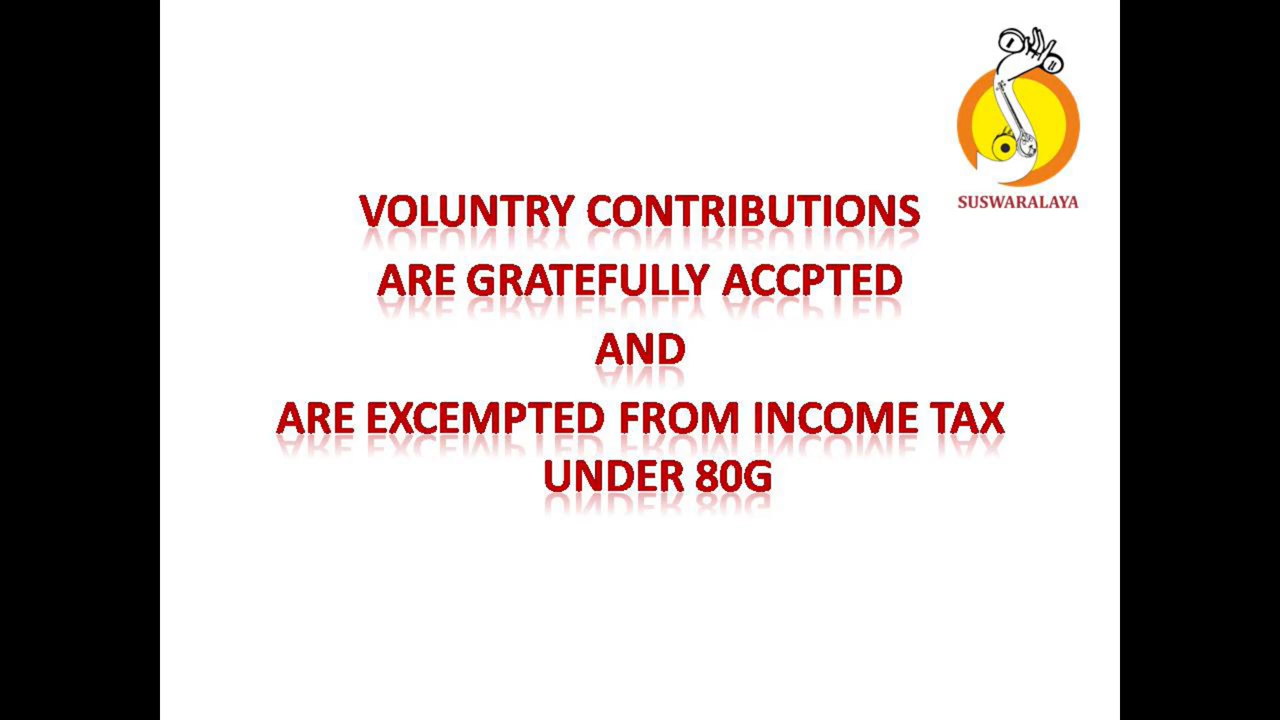 SUSWARALAYA
VOLUNTRY CONTRIBUTIONS
ARE GRATEFULLY ACCPTED
AND
ARE EXCEMPTED FROM INCOME TAX
UNDER 80G